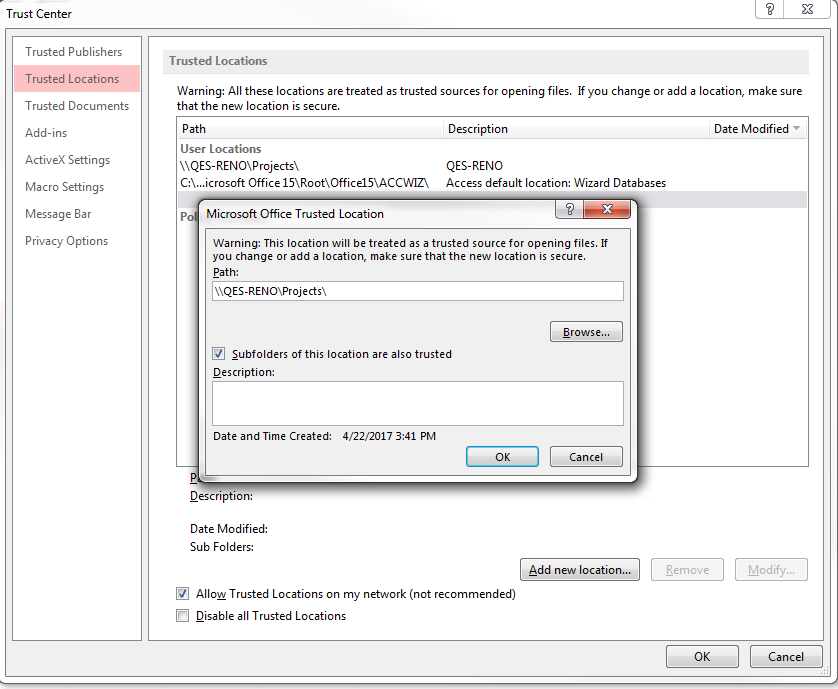 Trust Center
Trusted Publishers
Trusted Locations
Trusted Documents
Add-ins
ActiveX Settings
Macro Settings
Message Bar
Privacy Options
Trusted Locations
Warning: All these locations are treated as trusted sources for opening files. If you change or add a location, make sure
that the new location is secure.
Path Description Date Modified
User Locations
\\QES-RENO\Projects\ QES-RENO
C:\...icrosoft Office 15\Root\Office15\ACCWIZ\ Access default location: Wizard Databases
Pol
Microsoft Office Trusted Location
Warning: This location will be treated as a trusted source for opening files. If
you change or add a location, make sure that the new location is secure.
Path:
\\QES-RENO\Projects\
Browse...
Subfolders of this location are also trusted
Description:
Date and Time Created: 4/22/2017 3:41 PM
OK Cancel
Description:
Date Modified:
Sub Folders:
Add new location... Remove Modify...
Allow Trusted Locations on my network (not recommended)
Disable all Trusted Locations
OK Cancel